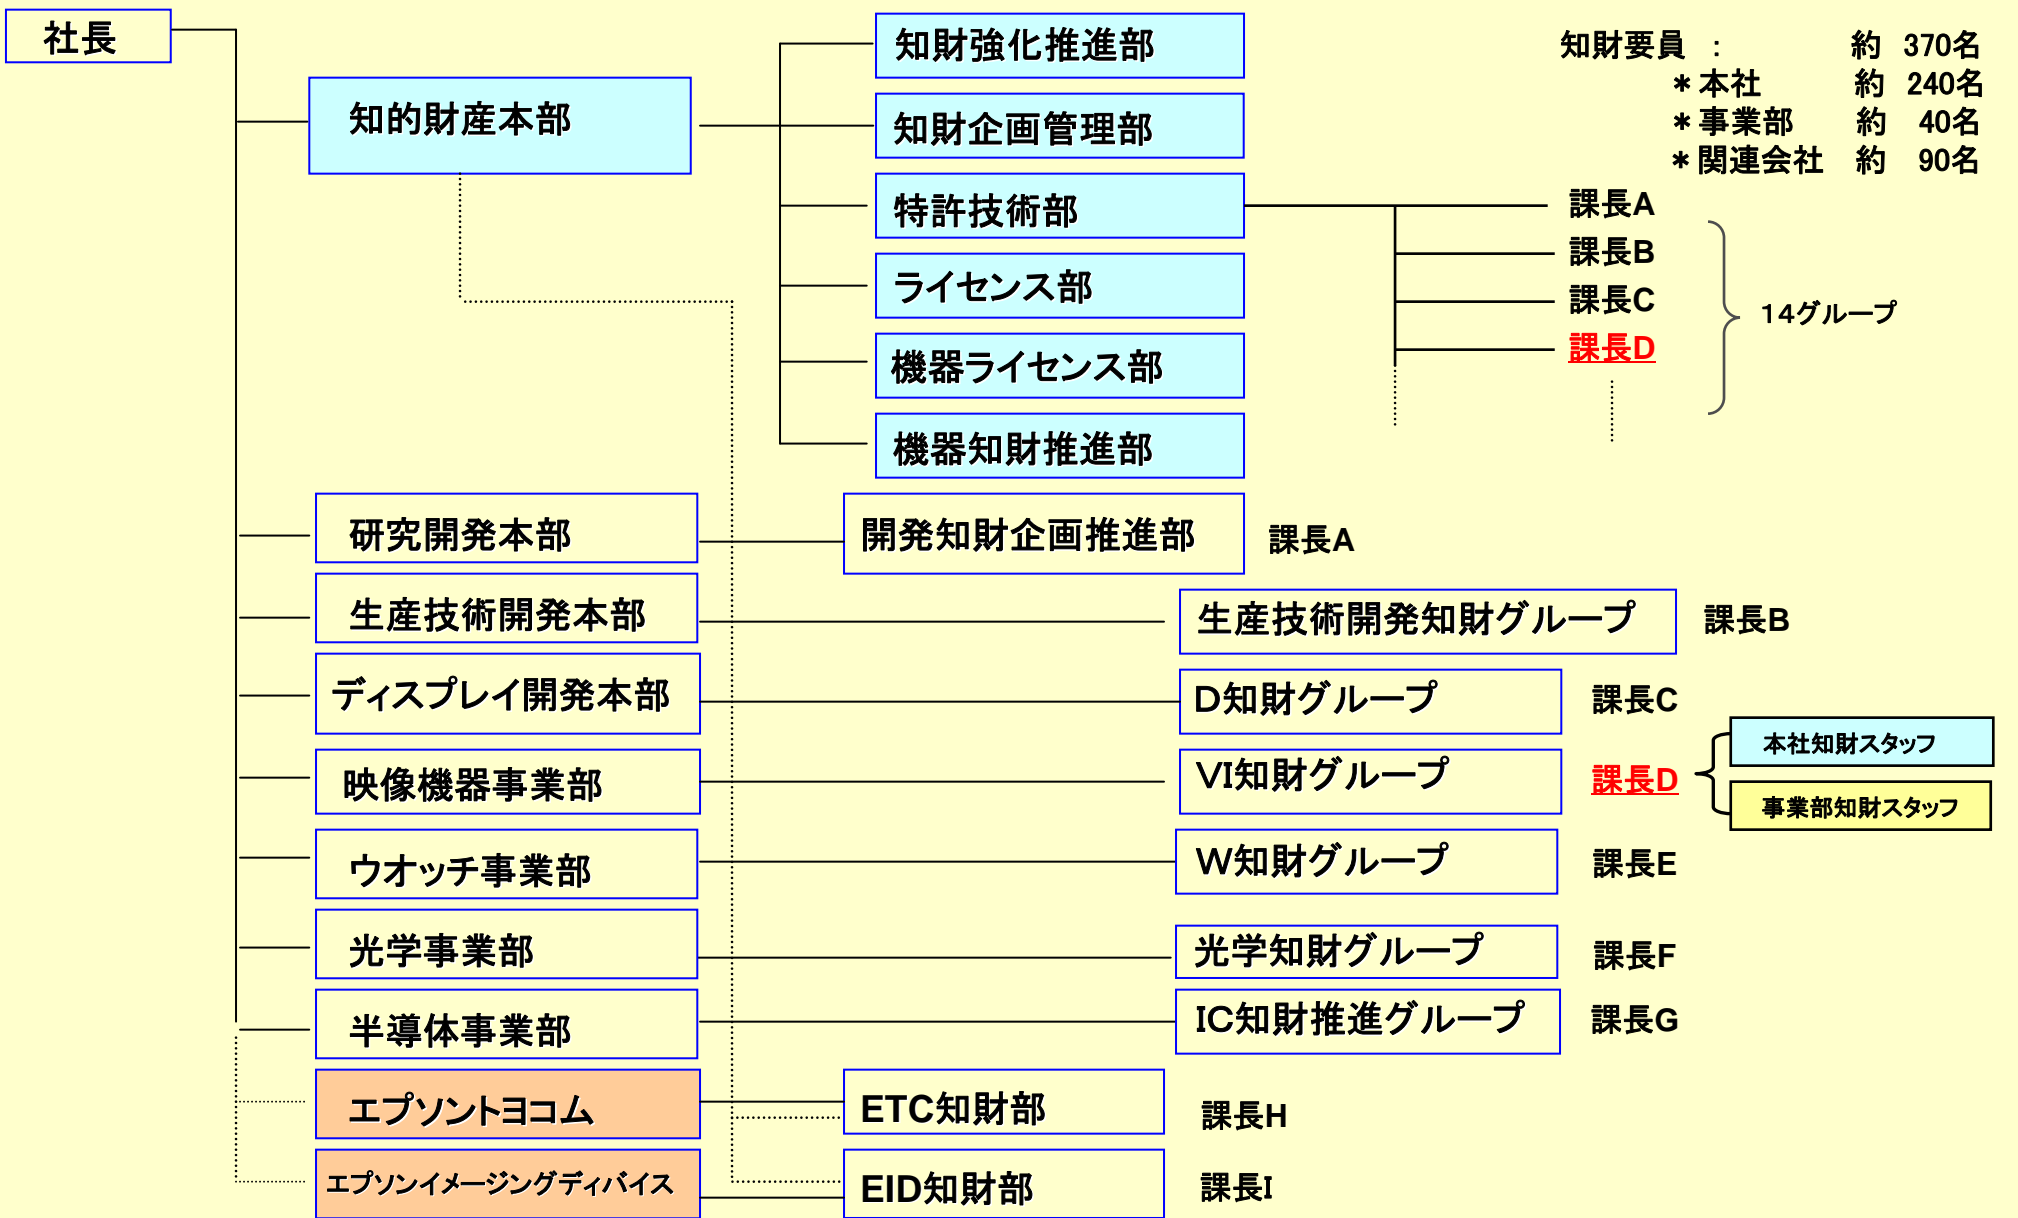 社長
知的財産本部
知財強化推進部
知財企画管理部
特許技術部
ライセンス部
機器ライセンス部
機器知財推進部
知財要員 : 約 370名
*本社 約 240名
*事業部 約 40名
*関連会社 約 90名
課長A
課長B
課長C
課長D
14グループ
研究開発本部
開発知財企画推進部
課長A
生産技術開発本部
生産技術開発知財グループ
課長B
ディスプレイ開発本部
D知財グループ
課長C
映像機器事業部
VI知財グループ
課長D
本社知財スタッフ
事業部知財スタッフ
ウオッチ事業部
W知財グループ
課長E
光学事業部
光学知財グループ
課長F
半導体事業部
IC知財推進グループ
課長G
エプソントヨコム
ETC知財部
課長H
エプソンイメージングディバイス
EID知財部
課長I